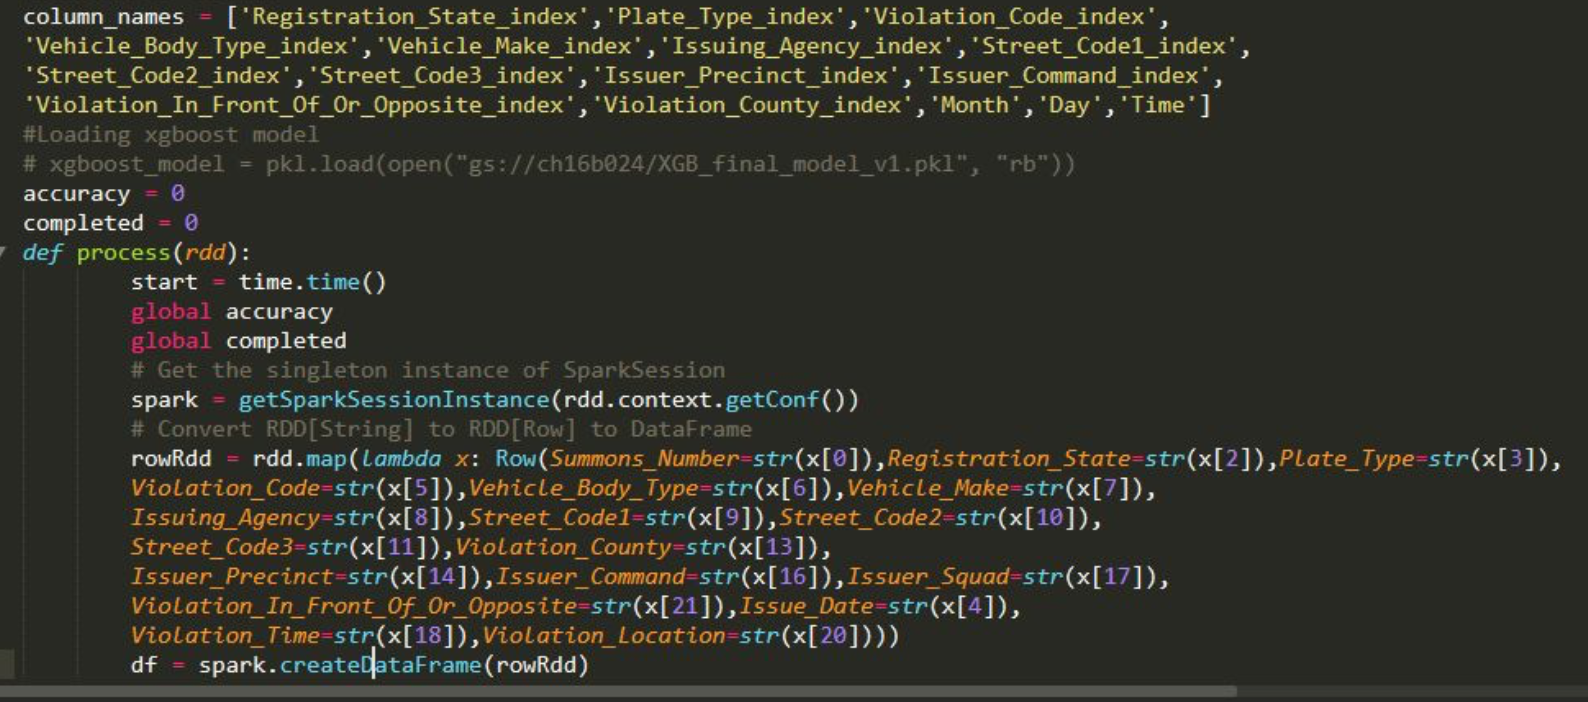 column_names = ['Registration_State_index','Plate_Type_index','Violation_Code_index',
'Vehicle_Body_Type_index','Vehicle_Make_index','Issuing_Agency_index','Street_Code1_index',
'Street_Code2_index','Street_Code3_index','Issuer_Precinct_index','Issuer_Command_index',
'Violation_In_Front_Of_Or_Opposite_index','Violation_County_index','Month','Day','Time']
#Loading xgboost model
# xgboost_model = pkl.load(open("gs://ch16b024/XGB_final_model_v1.pkl", "rb"))
accuracy = 0
completed = 0
def process(rdd):
start = time.time()
global accuracy
global completed
# Get the singleton instance of SparkSession
spark = getSparkSessionInstance(rdd.context.getConf())
# Convert RDD[String] to RDD[Row] to DataFrame
rowRdd = rdd.map(lambda x: Row(Summons_Number=str(x[0]),Registration_State=str(x[2]),Plate_Type=str(x[3]),
Violation_Code=str(x[5]),Vehicle_Body_Type=str(x[6]),Vehicle_Make=str(x[7]),
Issuing_Agency=str(x[8]),Street_Code1=str(x[9]),Street_Code2=str(x[10]),
Street_Code3=str(x[11]),Violation_County=str(x[13]),
Issuer_Precinct=str(x[14]),Issuer_Command=str(x[16]),Issuer_Squad=str(x[17]),
Violation_In_Front_Of_Or_Opposite=str(x[21]),Issue_Date=str(x[4]),
Violation_Time=str(x[18]),Violation_Location=str(x[20])))
df = spark.createDataFrame(rowRdd)